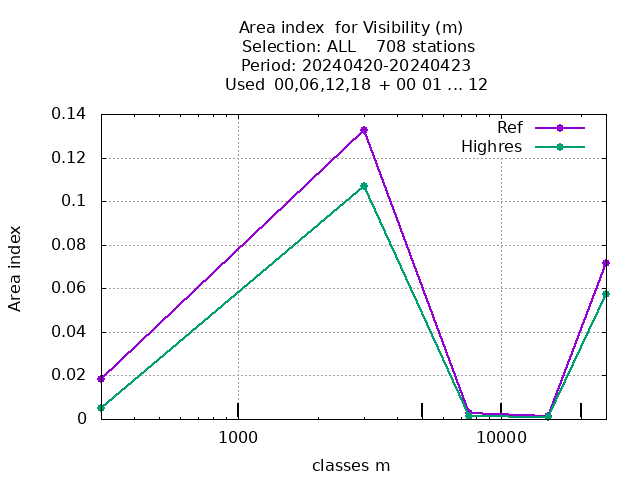 Area index  for Visibility (m)
Selection: ALL    708 stations
Period: 20240420-20240423
Used  00,06,12,18  + 00 01 ... 12
0.14
0.12
0.1
0.08
0.06
0.04
0.02
0
Area index
Ref
Highres
1000
10000
classes m